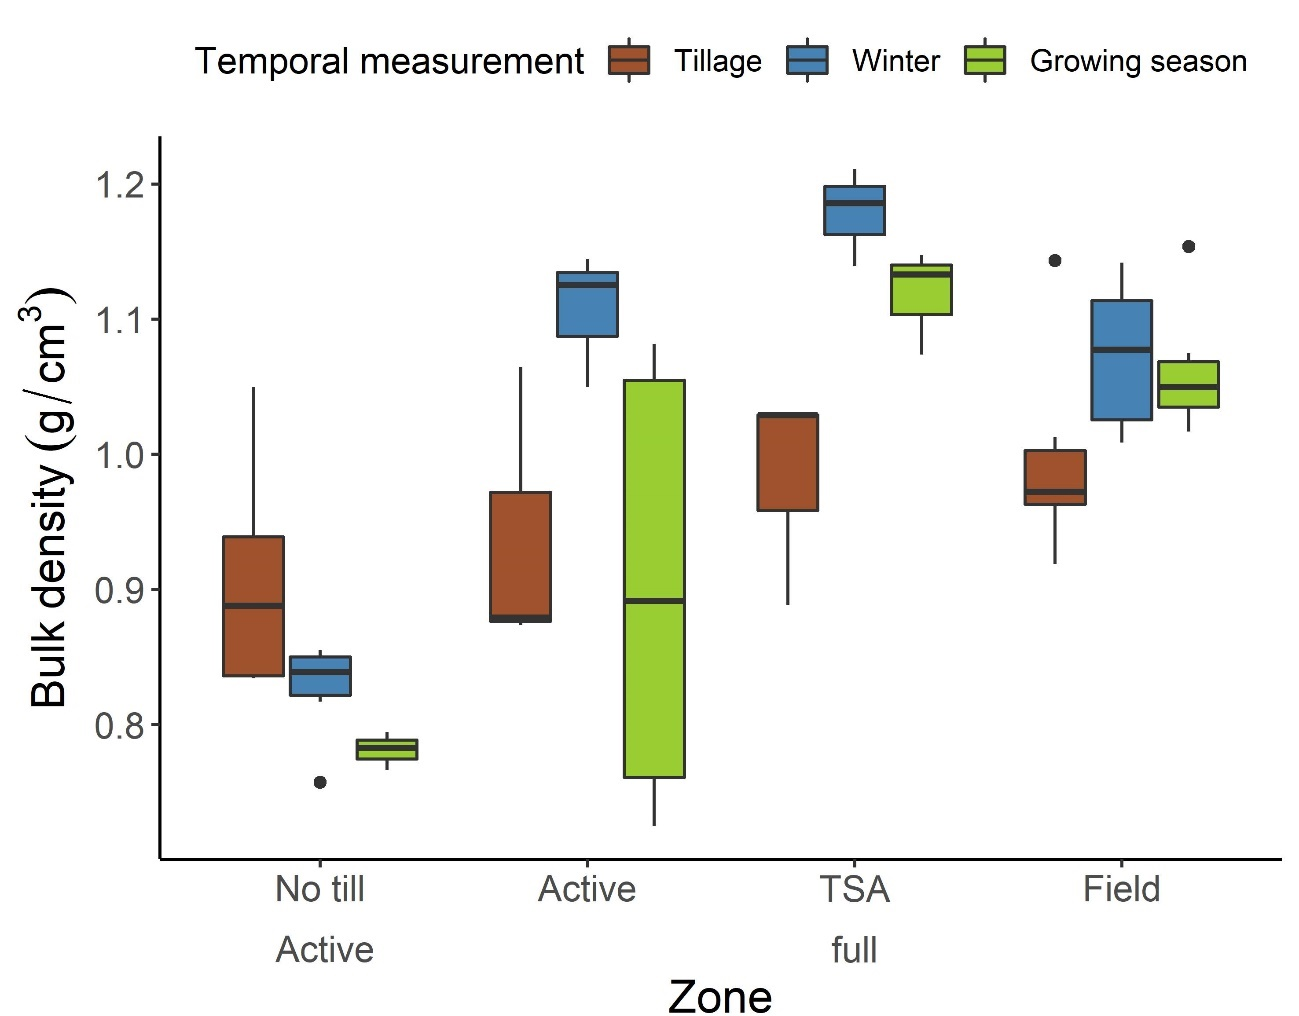 Temporal measurement Tillage Winter Growing season
1.2
1.1
1.0
0.9
0.8
Bulk density (g/cm³)
No till Active TSA Field
Active full
Zone